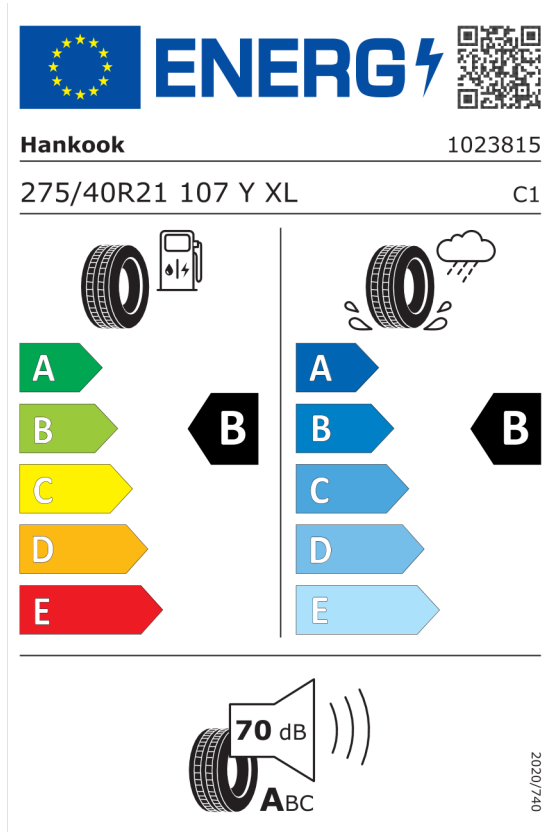 ENERG
Hankook 1023815
275/40R21 107 Y XL C1
A
B
C
D
E
B
A
B
C
D
E
B
70 dB
ABC
2020/740